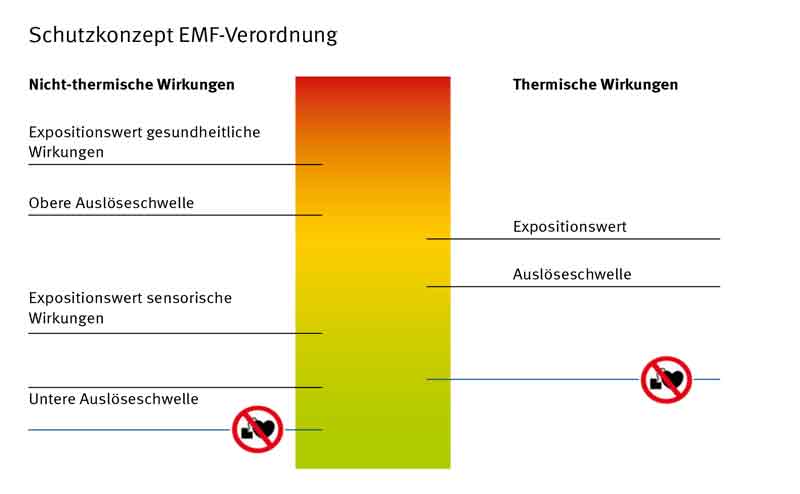 Schutzkonzept EMF-Verordnung
Nicht-thermische Wirkungen
Expositionswert gesundheitliche
Wirkungen
Obere Auslöseschwelle
Expositionswert sensorische
Wirkungen
Untere Auslöseschwelle
Thermische Wirkungen
Expositionswert
Auslöseschwelle